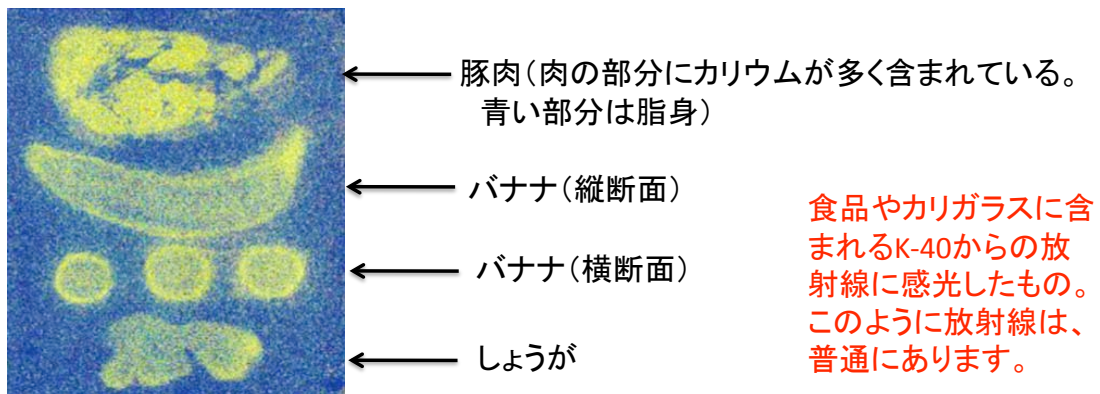 豚肉（肉の部分にカリウムが多く含まれている。
青い部分は脂身）
バナナ（縦断面）
バナナ（横断面）
しょうが
食品やカリガラスに含
まれるK-40からの放
射線に感光したもの。
このように放射線は、
普通にあります。